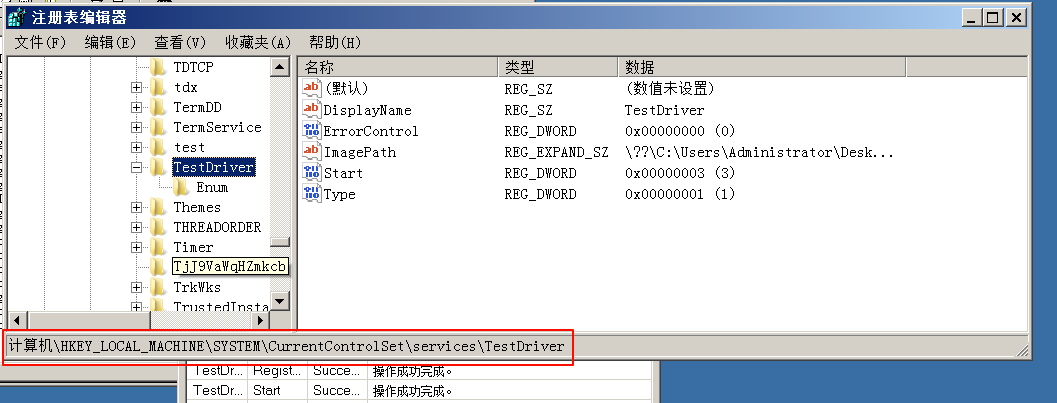 注册表编辑器
文件(F) 编辑(E) 查看(V) 收藏夹(A) 帮助(H)
TDTCP
tdx
TermDD
TermService
test
TestDriver
Enum
Themes
THREADORDER
Timer
TjJ9VaWqHZmkcb
TrkWks
TrustedInsta
名称 类型 数据
(默认) REG_SZ (数值未设置)
DisplayName REG_SZ TestDriver
ErrorControl REG_DWORD 0x00000000 (0)
ImagePath REG_EXPAND_SZ \??\C:\Users\Administrator\Desk...
Start REG_DWORD 0x00000003 (3)
Type REG_DWORD 0x00000001 (1)
计算机\HKEY_LOCAL_MACHINE\SYSTEM\CurrentControlSet\services\TestDriver
TestDr... Regist... Succe... 操作成功完成。
TestDr... Start Succe... 操作成功完成。